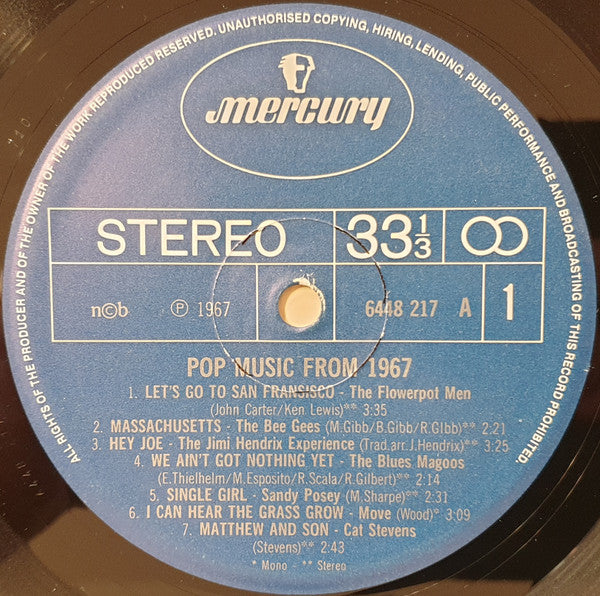 ALL RIGHTS OF THE PRODUCER AND OF THE OWNER OF THE WORK REPRODUCED RESERVED. UNAUTHORISED COPYING, HIRING, LENDING, PUBLIC PERFORMANCE AND BROADCASTING OF THIS RECORD PROHIBITED.
mercury
STEREO 33 1/3
n©b ℗ 1967 6448 217 A 1
POP MUSIC FROM 1967
1. LET'S GO TO SAN FRANSISCO - The Flowerpot Men
(John Carter/Ken Lewis)** 3:35
2. MASSACHUSETTS - The Bee Gees (M.Gibb/B.GIbb/R.GIbb) ** 2:21
3. HEY JOE - The Jimi Hendrix Experience (Trad.arr.J.Hendrix)** 3:25
4. WE AIN'T GOT NOTHING YET - The Blues Magoos
(E.Thielhelm/M.Esposito/R.Scala/R.Gilbert)** 2:14
5. SINGLE GIRL - Sandy Posey (M.Sharpe)** 2:31
6. I CAN HEAR THE GRASS GROW - Move (Wood)* 3:09
7. MATTHEW AND SON - Cat Stevens
(Stevens)** 2:43
* Mono - ** Stereo